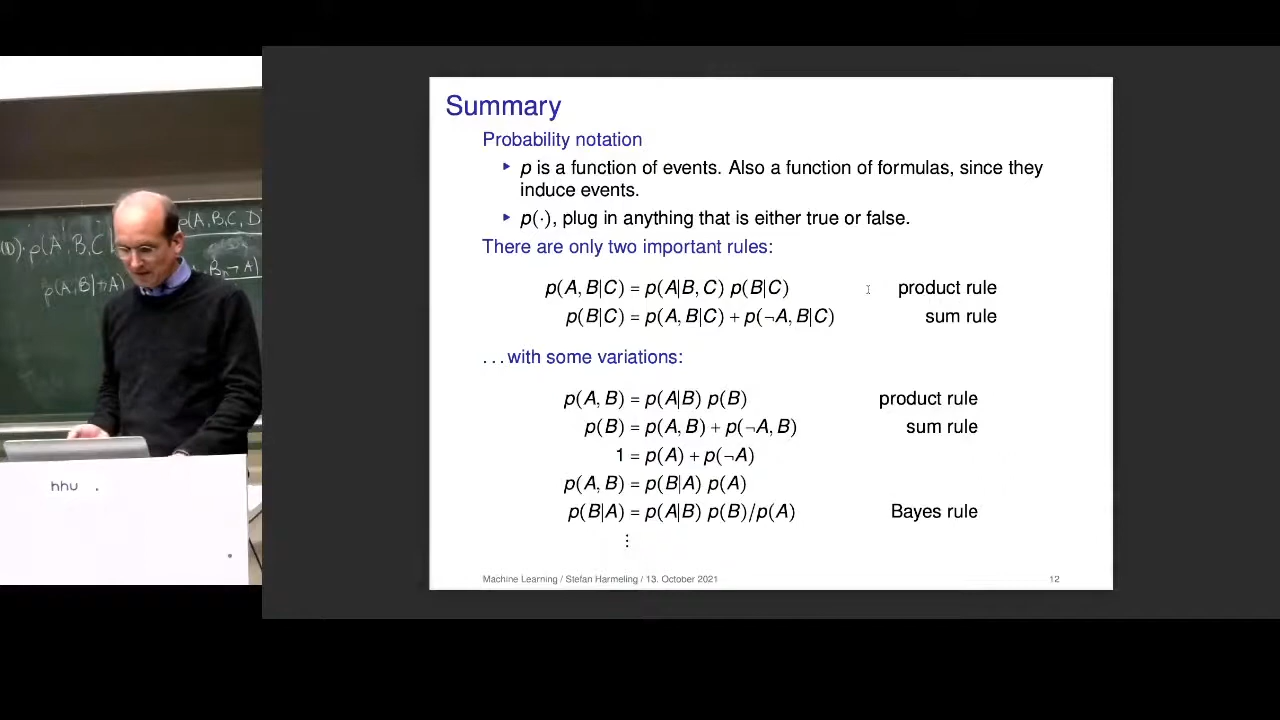 Summary
Probability notation
p is a function of events. Also a function of formulas, since they
induce events.
p(·), plug in anything that is either true or false.
There are only two important rules:
p(A, B|C) = p(A|B, C) p(B|C) product rule
p(B|C) = p(A, B|C) + p(¬A, B|C) sum rule
...with some variations:
p(A, B) = p(A|B) p(B) product rule
p(B) = p(A, B) + p(¬A, B) sum rule
1 = p(A) + p(¬A)
p(A, B) = p(B|A) p(A)
p(B|A) = p(A|B) p(B)/p(A) Bayes rule
⋮
Machine Learning / Stefan Harmeling / 13. October 2021 12
p(A,B,C,D)
p(A,B,C
p(A,B|¬A)
hhu .